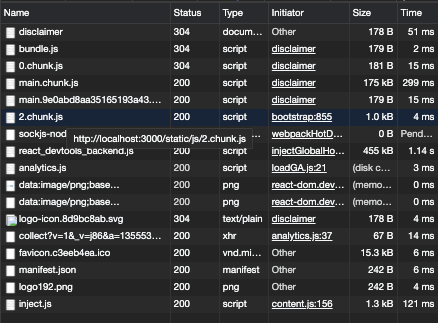 Name Status Type Initiator Size Time
disclaimer 304 docum... Other 178 B 51 ms
bundle.js 304 script disclaimer 179 B 2 ms
0.chunk.js 304 script disclaimer 181 B 15 ms
main.chunk.js 200 script disclaimer 175 kB 299 ms
main.9e0abd8aa35165193a43.... 200 script disclaimer 179 B 15 ms
2.chunk.js 200 script bootstrap:855 1.0 kB 4 ms
sockjs-nod webpackHotD... 0 B Pend...
http://localhost:3000/static/js/2.chunk.js
react_devtools_backend.js 200 script injectGlobalHo... 455 kB 1.14 s
analytics.js 200 script loadGA.js:21 (disk c... 3 ms
data:image/png;base... 200 png react-dom.dev... (memo... 0 ms
data:image/png;base... 200 png react-dom.dev... (memo... 0 ms
logo-icon.8d9bc8ab.svg 304 text/plain disclaimer 178 B 4 ms
collect?v=1&_v=j86&a=135553... 200 xhr analytics.js:37 67 B 14 ms
favicon.c3eeb4ea.ico 200 vnd.mi... Other 15.3 kB 6 ms
manifest.json 200 manifest Other 242 B 6 ms
logo192.png 200 png Other 242 B 4 ms
inject.js 200 script content.js:156 1.3 kB 121 ms